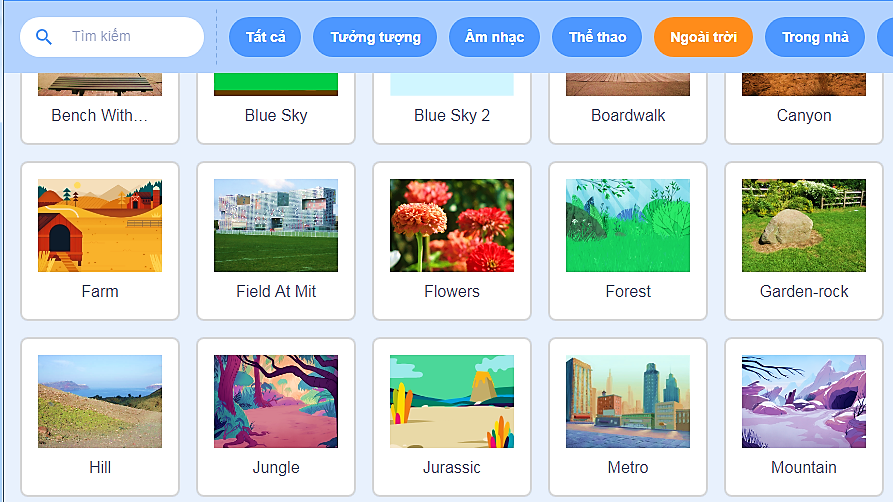 Tìm kiếm
Tất cả
Tưởng tượng
Âm nhạc
Thể thao
Ngoài trời
Trong nhà
Bench With...
Blue Sky
Blue Sky 2
Boardwalk
Canyon
Farm
Field At Mit
Flowers
Forest
Garden-rock
Hill
Jungle
Jurassic
Metro
Mountain